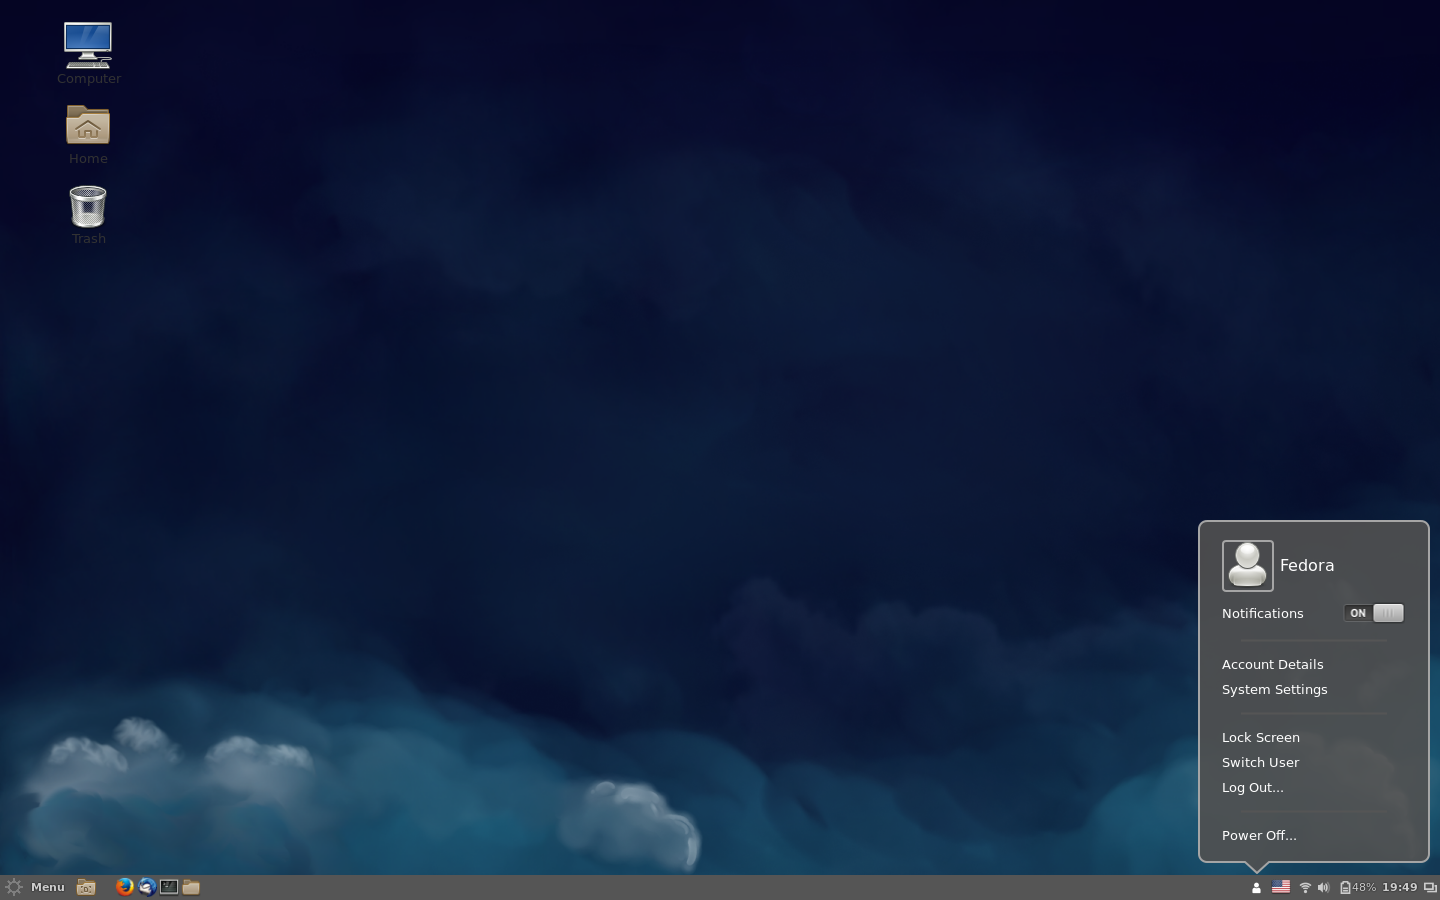 Computer
Home
Trash
Fedora
Notifications ON
Account Details
System Settings
Lock Screen
Switch User
Log Out...
Power Off...
Menu 48% 19:49